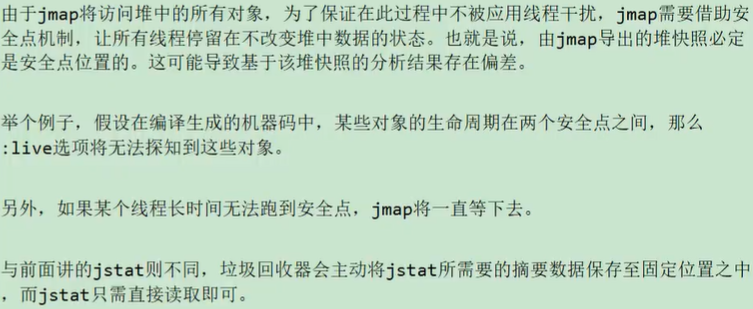 由于jmap将访问堆中的所有对象，为了保证在此过程中不被应用线程干扰，jmap需要借助安
全点机制，让所有线程停留在不改变堆中数据的状态。也就是说，由jmap导出的堆快照必定
是安全点位置的。这可能导致基于该堆快照的分析结果存在偏差。
举个例子，假设在编译生成的机器码中，某些对象的生命周期在两个安全点之间，那么
:live选项将无法探知到这些对象。
另外，如果某个线程长时间无法跑到安全点，jmap将一直等下去。
与前面讲的jstat则不同，垃圾回收器会主动将jstat所需要的摘要数据保存至固定位置之中
，而jstat只需直接读取即可。